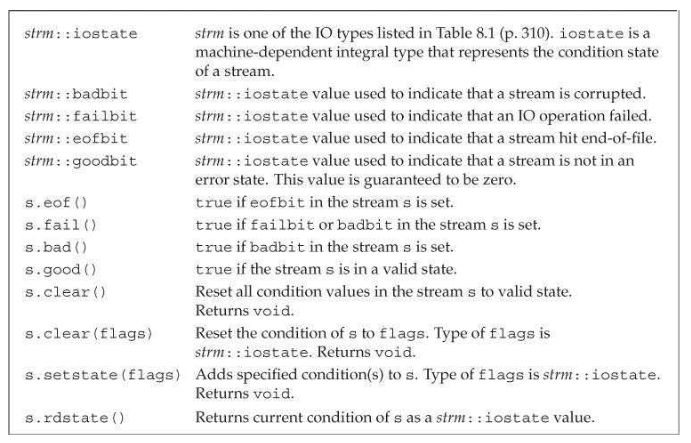 strm::iostate strm is one of the IO types listed in Table 8.1 (p. 310). iostate is a
machine-dependent integral type that represents the condition state
of a stream.
strm::badbit strm::iostate value used to indicate that a stream is corrupted.
strm::failbit strm::iostate value used to indicate that an IO operation failed.
strm::eofbit strm::iostate value used to indicate that a stream hit end-of-file.
strm::goodbit strm::iostate value used to indicate that a stream is not in an
error state. This value is guaranteed to be zero.
s.eof() true if eofbit in the stream s is set.
s.fail() true if failbit or badbit in the stream s is set.
s.bad() true if badbit in the stream s is set.
s.good() true if the stream s is in a valid state.
s.clear() Reset all condition values in the stream s to valid state.
Returns void.
s.clear(flags) Reset the condition of s to flags. Type of flags is
strm::iostate. Returns void.
s.setstate(flags) Adds specified condition(s) to s. Type of flags is strm::iostate.
Returns void.
s.rdstate() Returns current condition of s as a strm::iostate value.